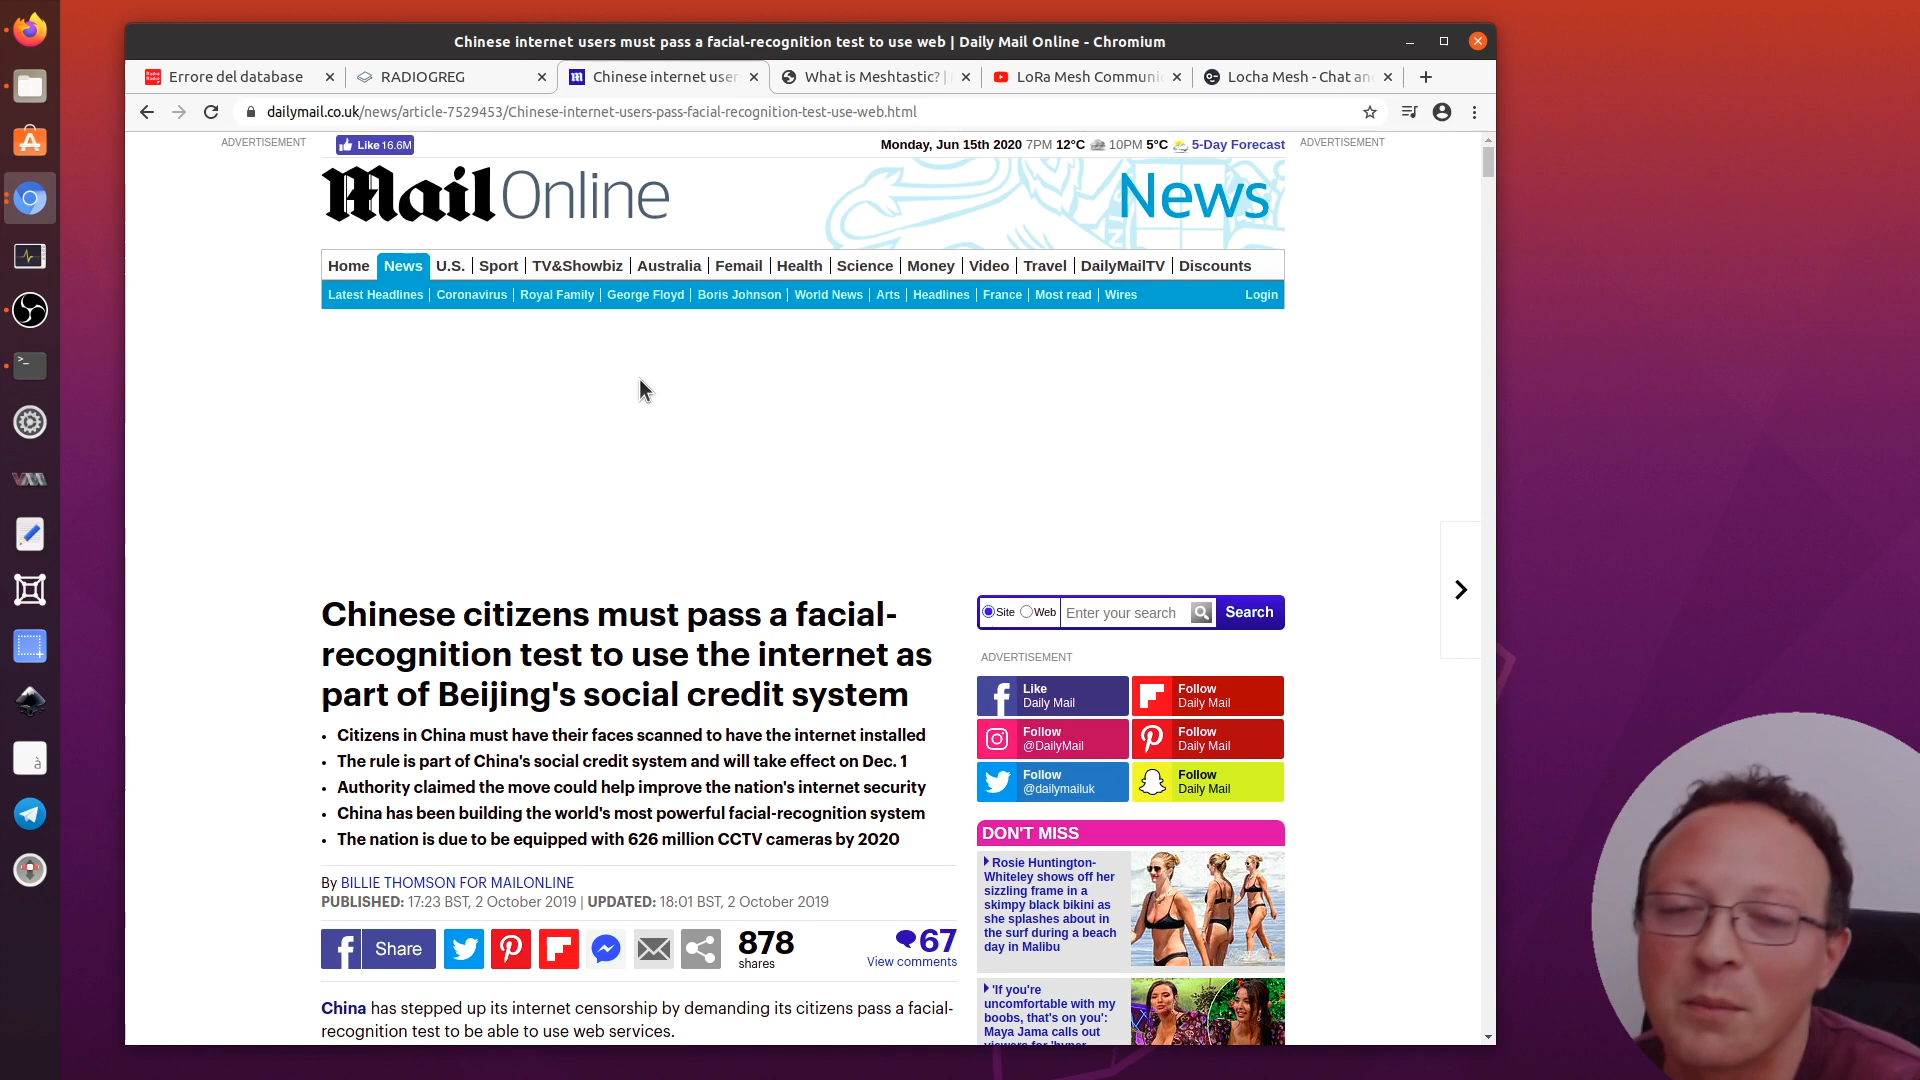 Chinese internet users must pass a facial-recognition test to use web | Daily Mail Online - Chromium
Errore del database
RADIOGREG
Chinese internet user
What is Meshtastic? |
LoRa Mesh Communi
Locha Mesh - Chat an
dailymail.co.uk/news/article-7529453/Chinese-internet-users-pass-facial-recognition-test-use-web.html
ADVERTISEMENT
Like 16.6M
Monday, Jun 15th 2020 7PM 12°C 10PM 5°C 5-Day Forecast
ADVERTISEMENT
Mail Online
News
Home News U.S. Sport TV&Showbiz Australia Femail Health Science Money Video Travel DailyMailTV Discounts
Latest Headlines Coronavirus Royal Family George Floyd Boris Johnson World News Arts Headlines France Most read Wires Login
Chinese citizens must pass a facial-
recognition test to use the internet as
part of Beijing's social credit system
• Citizens in China must have their faces scanned to have the internet installed
• The rule is part of China's social credit system and will take effect on Dec. 1
• Authority claimed the move could help improve the nation's internet security
• China has been building the world's most powerful facial-recognition system
• The nation is due to be equipped with 626 million CCTV cameras by 2020
By BILLIE THOMSON FOR MAILONLINE
PUBLISHED: 17:23 BST, 2 October 2019 | UPDATED: 18:01 BST, 2 October 2019
Share
878
shares
67
View comments
China has stepped up its internet censorship by demanding its citizens pass a facial-
recognition test to be able to use web services.
Site Web Enter your search Search
ADVERTISEMENT
Like
Daily Mail
Follow
Daily Mail
Follow
@DailyMail
Follow
Daily Mail
Follow
@dailymailuk
Follow
Daily Mail
DON'T MISS
Rosie Huntington-
Whiteley shows off her
sizzling frame in a
skimpy black bikini as
she splashes about in
the surf during a beach
day in Malibu
'If you're
uncomfortable with my
boobs, that's on you':
Maya Jama calls out
viewers for 'hyper